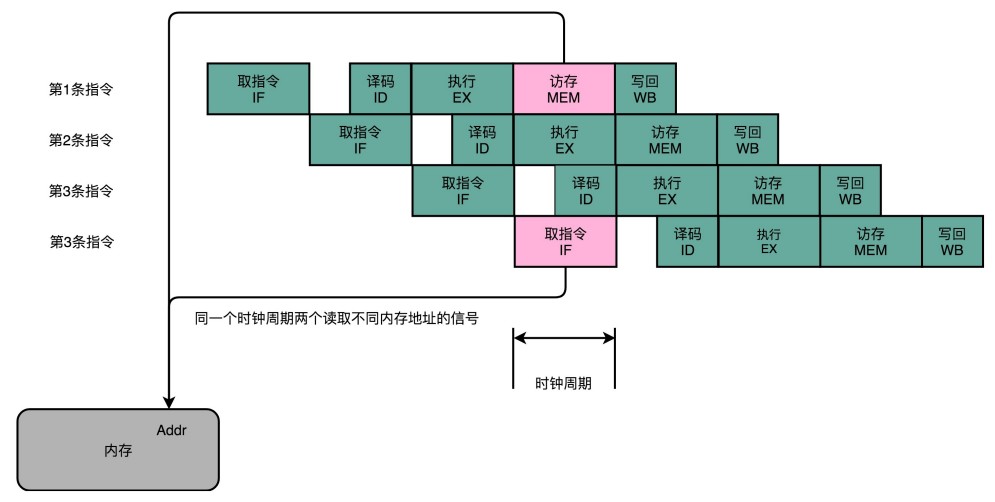 第1条指令
取指令
IF
译码
ID
执行
EX
访存
MEM
写回
WB
第2条指令
取指令
IF
译码
ID
执行
EX
访存
MEM
写回
WB
第3条指令
取指令
IF
译码
ID
执行
EX
访存
MEM
写回
WB
第3条指令
取指令
IF
译码
ID
执行
EX
访存
MEM
写回
WB
同一个时钟周期两个读取不同内存地址的信号
时钟周期
Addr
内存